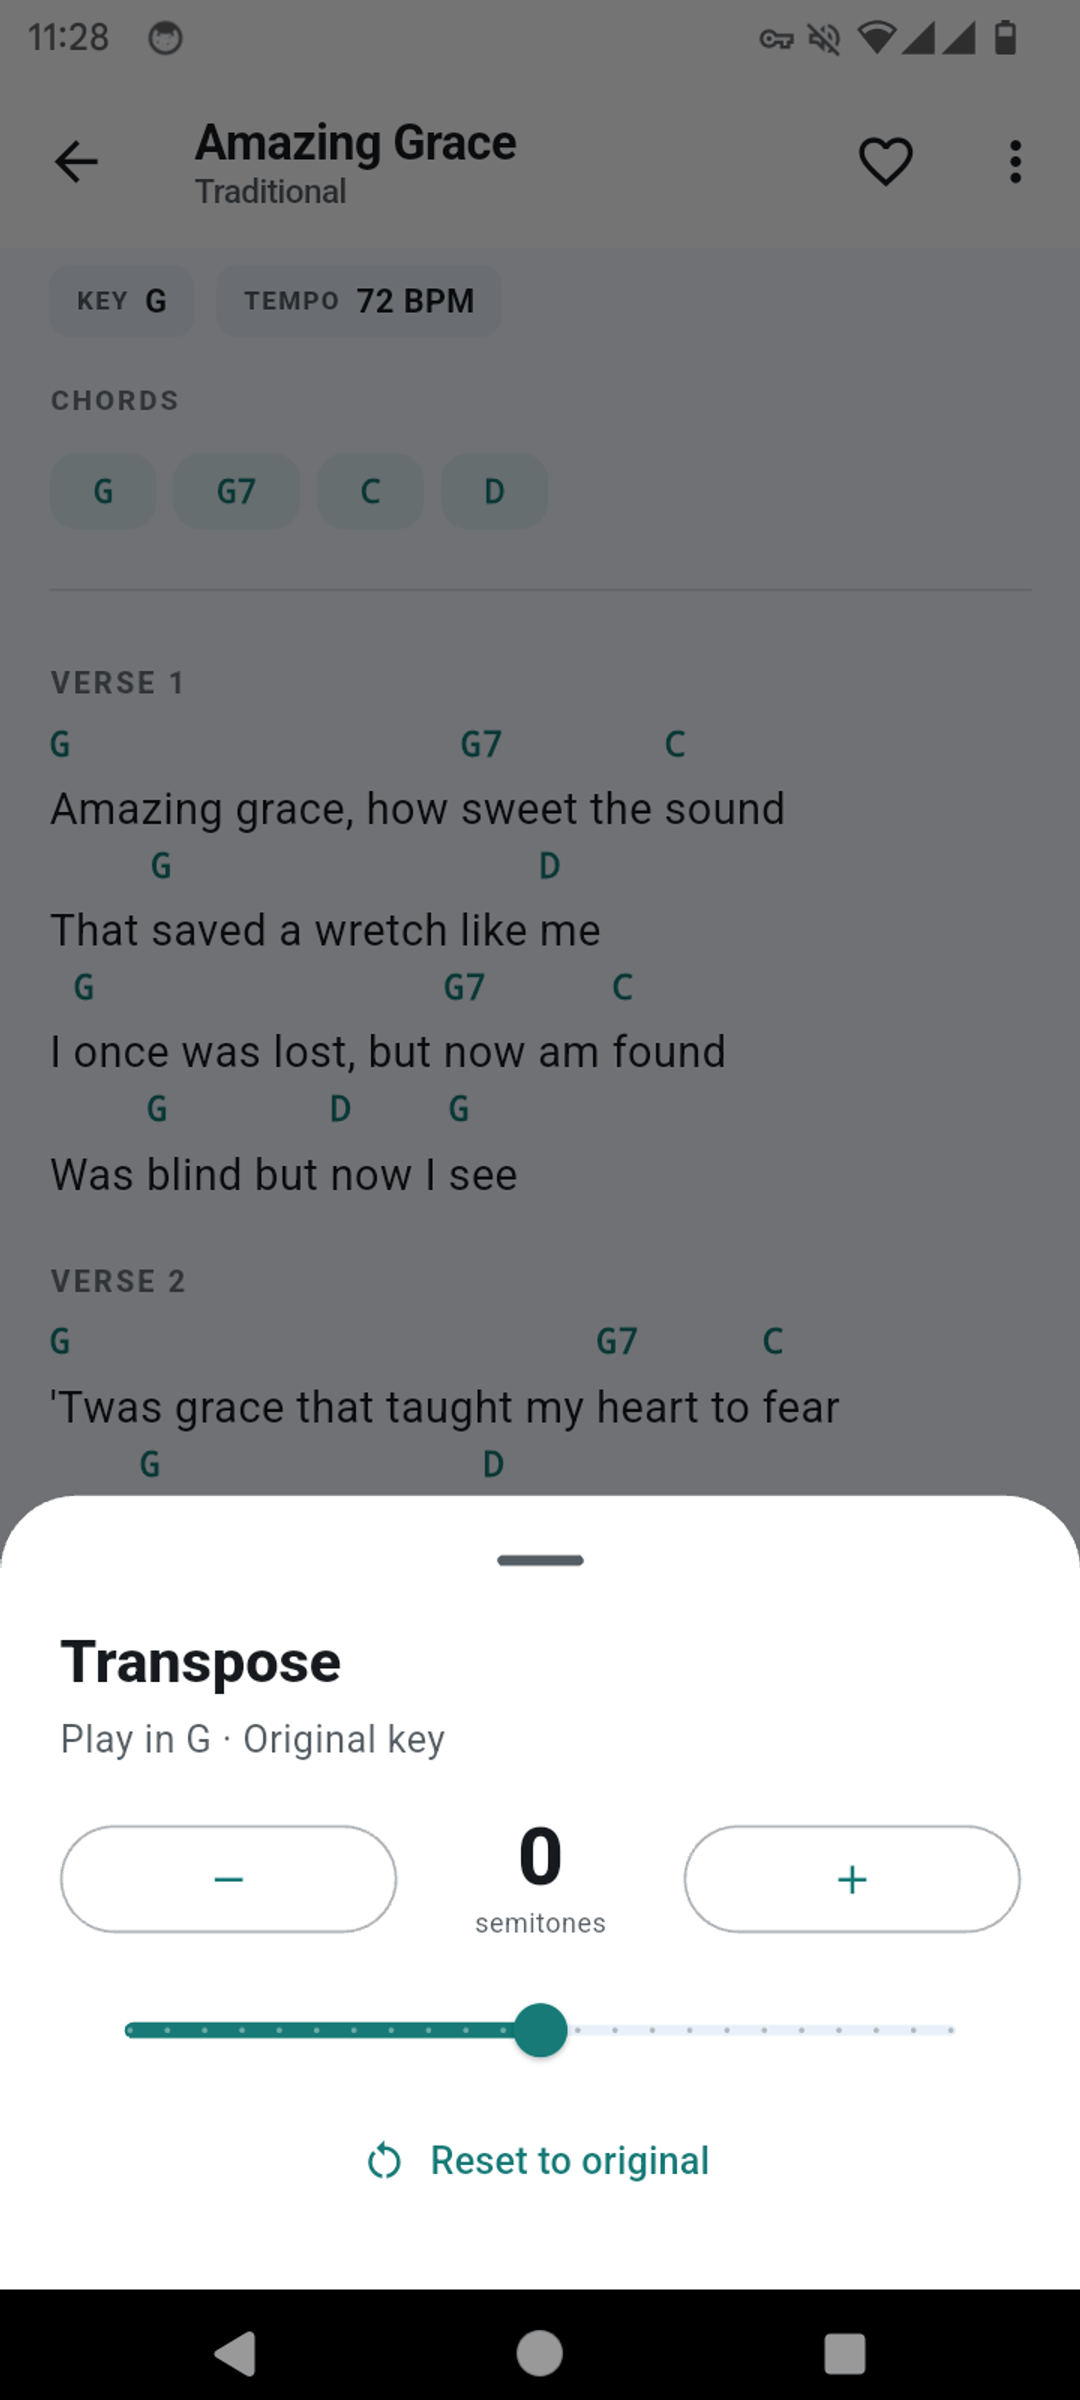 11:28
Amazing Grace
Traditional
KEY G TEMPO 72 BPM
CHORDS
G G7 C D
VERSE 1
G G7 C
Amazing grace, how sweet the sound
G D
That saved a wretch like me
G G7 C
I once was lost, but now am found
G D G
Was blind but now I see
VERSE 2
G G7 C
'Twas grace that taught my heart to fear
G D
Transpose
Play in G · Original key
− 0 +
semitones
Reset to original